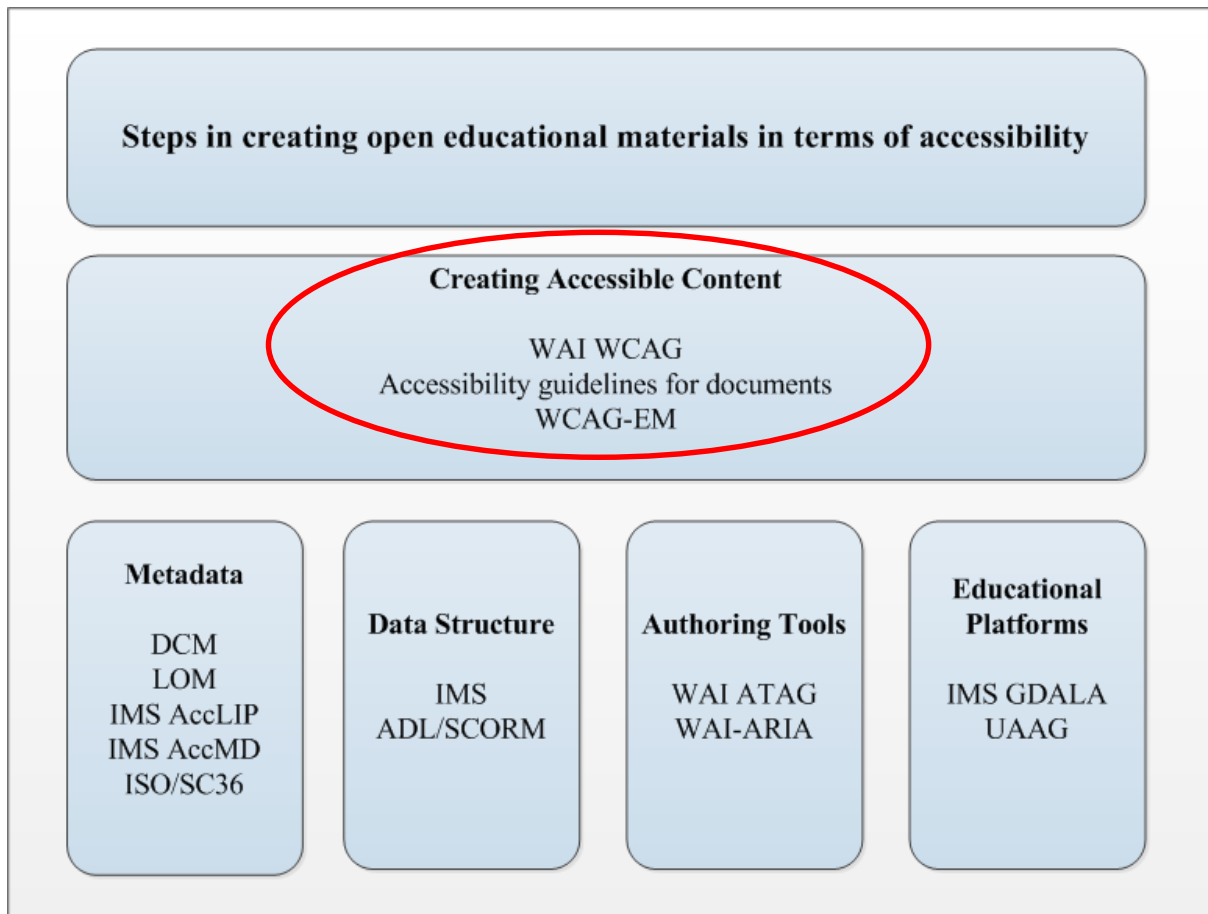 Steps in creating open educational materials in terms of accessibility
Creating Accessible Content
WAI WCAG
Accessibility guidelines for documents
WCAG-EM
Metadata
DCM
LOM
IMS AccLIP
IMS AccMD
ISO/SC36
Data Structure
IMS
ADL/SCORM
Authoring Tools
WAI ATAG
WAI-ARIA
Educational
Platforms
IMS GDALA
UAAG